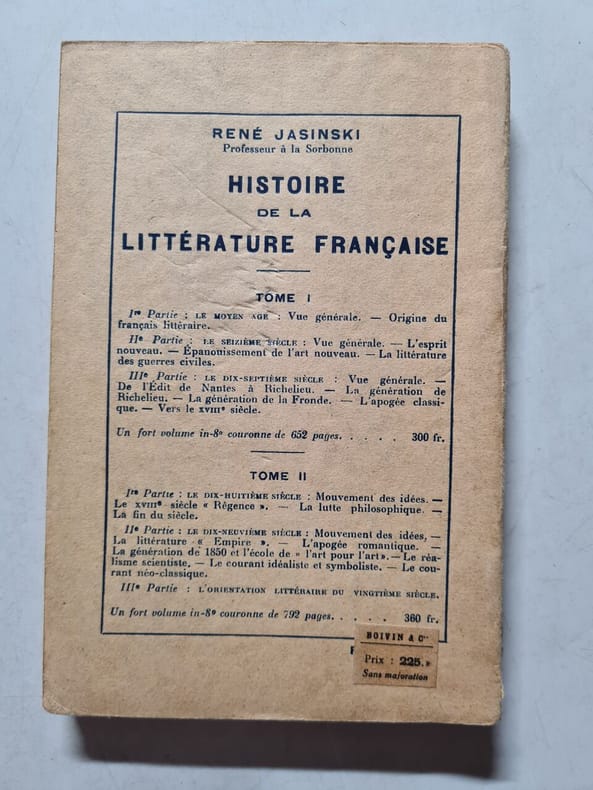 RENÉ JASINSKI
Professeur à la Sorbonne
HISTOIRE
DE LA
LITTÉRATURE FRANÇAISE
TOME I
Ire Partie : LE MOYEN AGE : Vue générale. — Origine du
français littéraire.
IIe Partie : LE SEIZIÈME SIÈCLE : Vue générale. — L'esprit
nouveau. — Épanouissement de l'art nouveau. — La littérature
des guerres civiles.
IIIe Partie : LE DIX-SEPTIÈME SIÈCLE : Vue générale. —
De l'Édit de Nantes à Richelieu. — La génération de
Richelieu. — La génération de la Fronde. — L'apogée classi-
que. — Vers le XVIIIe siècle.
Un fort volume in-8º couronne de 652 pages. . . . . 300 fr.
TOME II
Ire Partie : LE DIX-HUITIÈME SIÈCLE : Mouvement des idées. —
Le XVIIIe siècle « Régence ». — La lutte philosophique. —
La fin du siècle.
IIe Partie : LE DIX-NEUVIÈME SIÈCLE : Mouvement des idées, —
La littérature « Empire ». — L'apogée romantique. —
La génération de 1850 et l'école de « l'art pour l'art ». — Le réa-
lisme scientiste. — Le courant idéaliste et symboliste. — Le cou-
rant néo-classique.
IIIe Partie : L'ORIENTATION LITTÉRAIRE DU VINGTIÈME SIÈCLE.
Un fort volume in-8º couronne de 792 pages. . . . . 360 fr.
BOIVIN & Cie
Prix : 225. »
Sans majoration